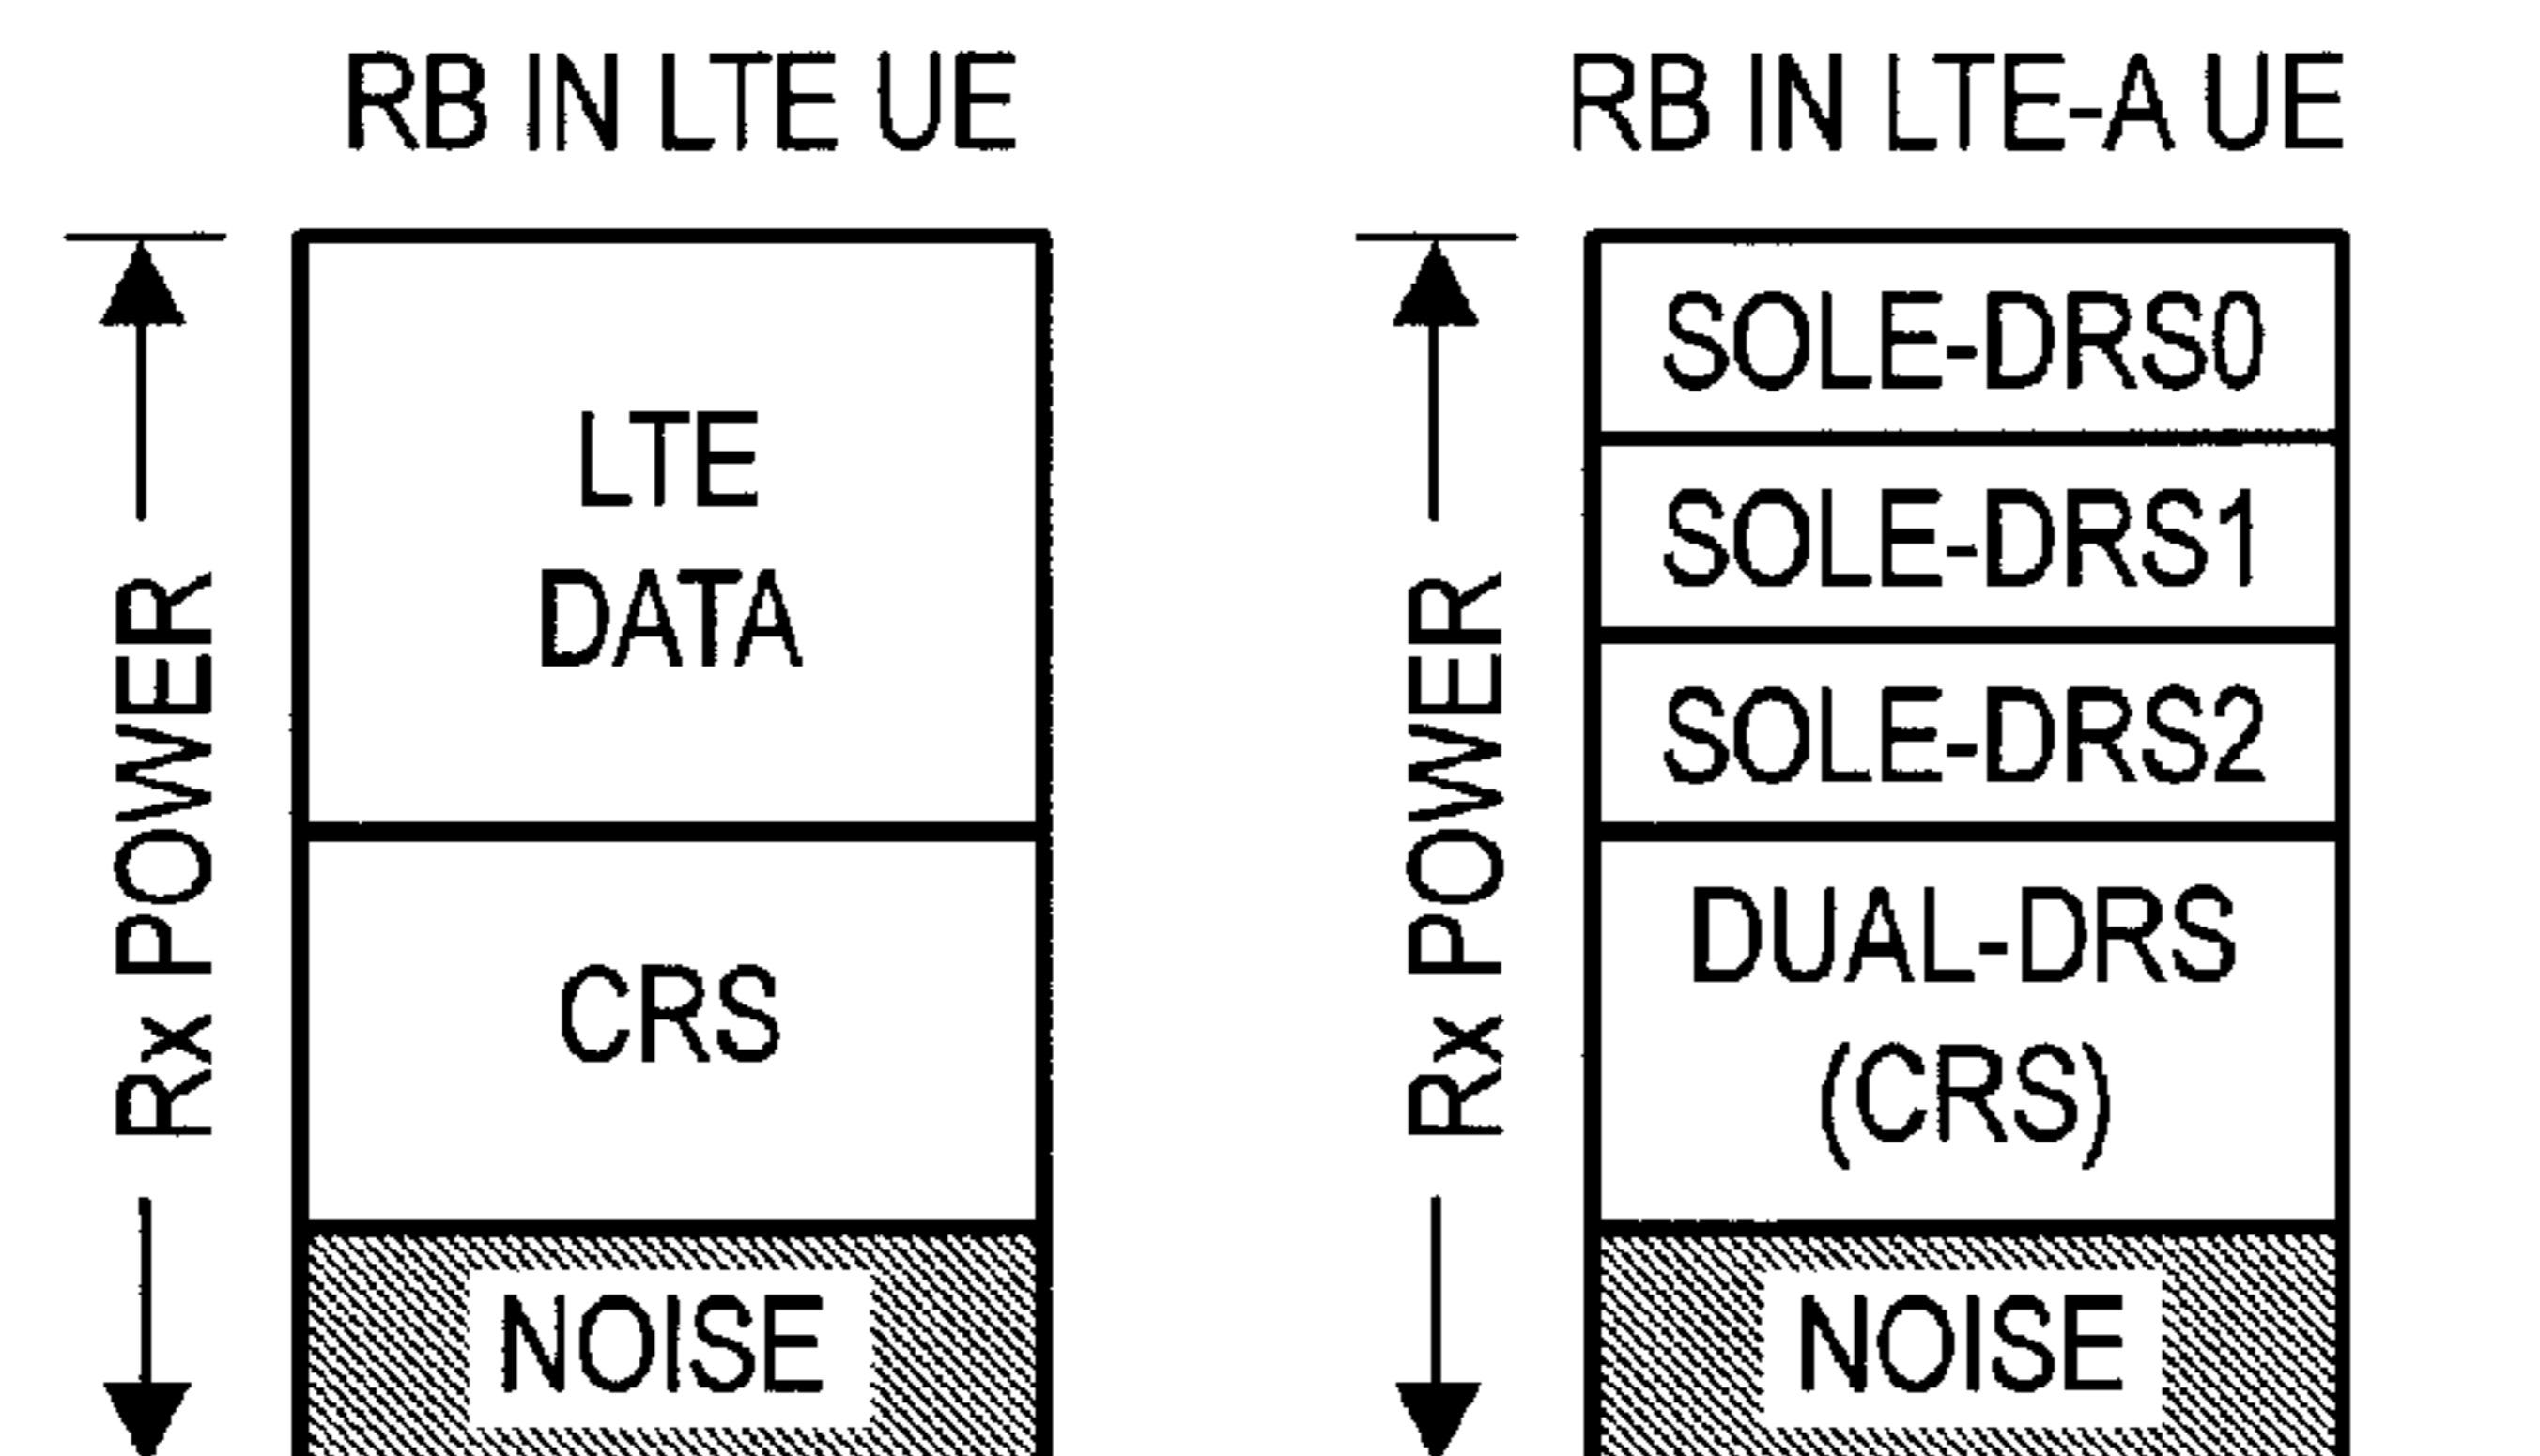 RB IN LTE UE
Rx POWER
LTE
DATA
CRS
NOISE
RB IN LTE-A UE
Rx POWER
SOLE-DRS0
SOLE-DRS1
SOLE-DRS2
DUAL-DRS
(CRS)
NOISE